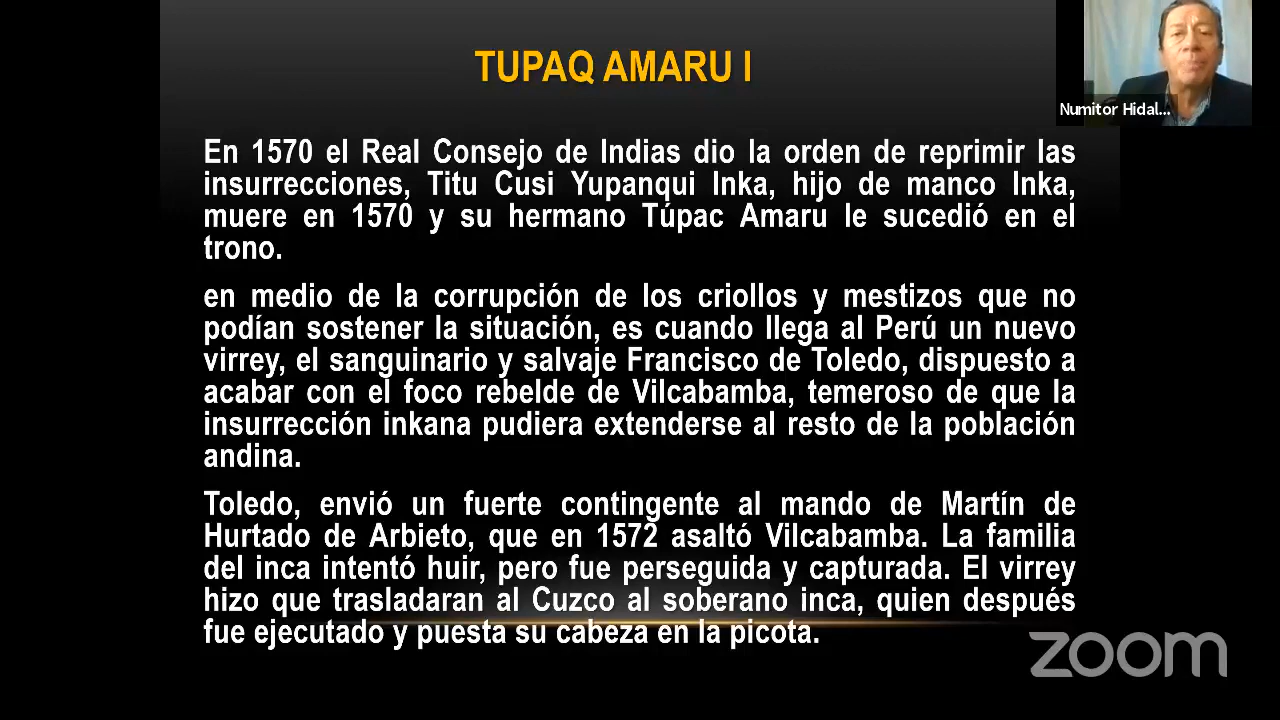 TUPAQ AMARU I
Numitor Hidal...
En 1570 el Real Consejo de Indias dio la orden de reprimir las
insurrecciones, Titu Cusi Yupanqui Inka, hijo de manco Inka,
muere en 1570 y su hermano Túpac Amaru le sucedió en el
trono.
en medio de la corrupción de los criollos y mestizos que no
podían sostener la situación, es cuando llega al Perú un nuevo
virrey, el sanguinario y salvaje Francisco de Toledo, dispuesto a
acabar con el foco rebelde de Vilcabamba, temeroso de que la
insurrección inkana pudiera extenderse al resto de la población
andina.
Toledo, envió un fuerte contingente al mando de Martín de
Hurtado de Arbieto, que en 1572 asaltó Vilcabamba. La familia
del inca intentó huir, pero fue perseguida y capturada. El virrey
hizo que trasladaran al Cuzco al soberano inca, quien después
fue ejecutado y puesta su cabeza en la picota.
zoom